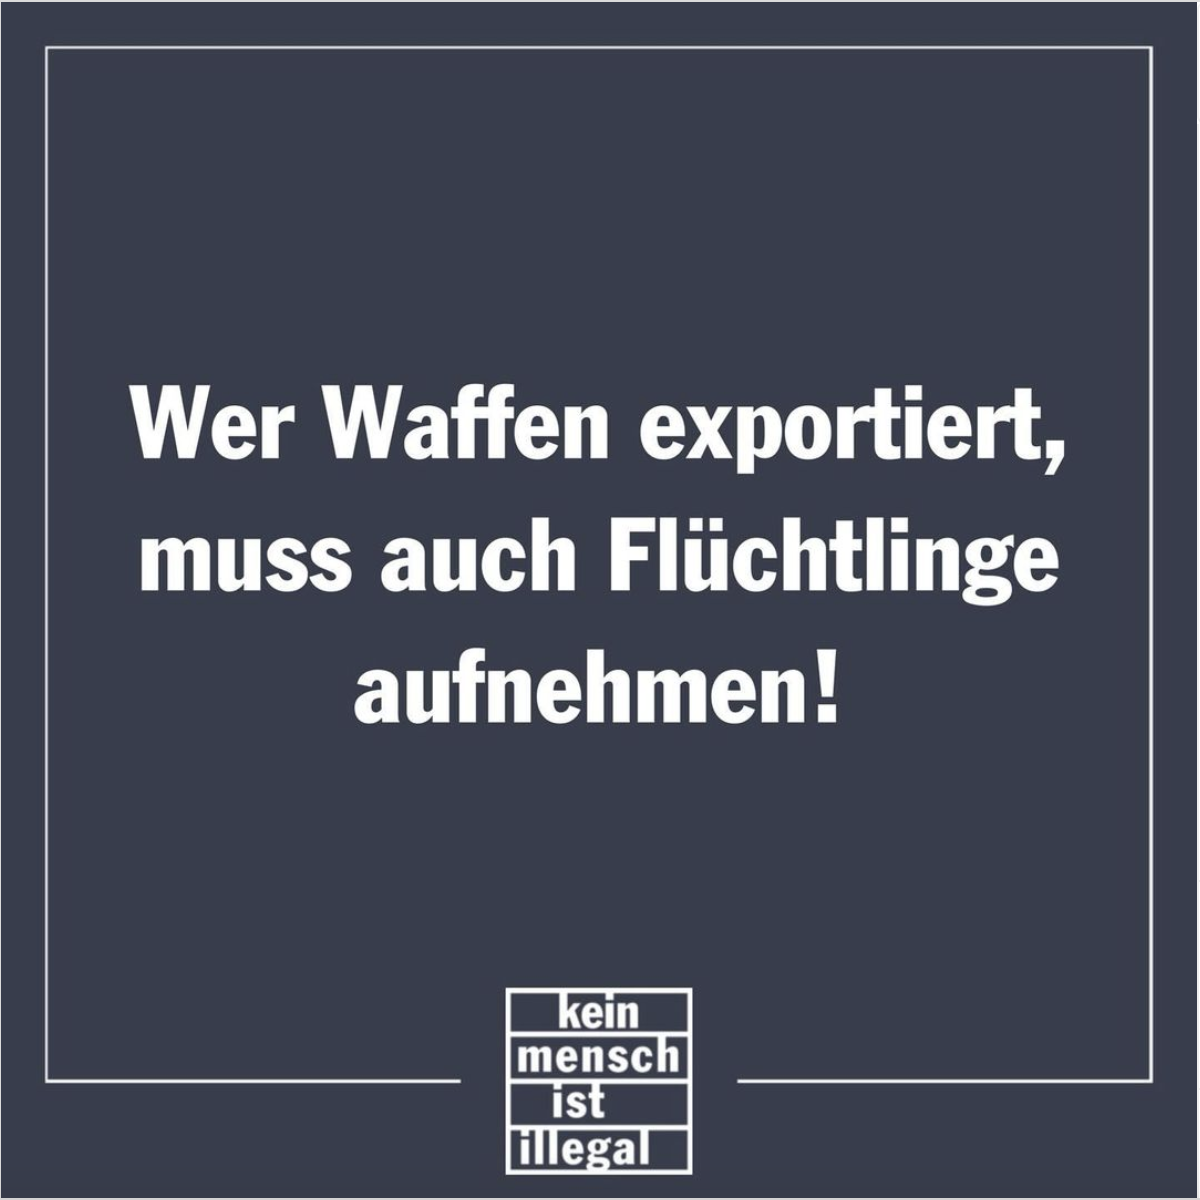 Wer Waffen exportiert,
muss auch Flüchtlinge
aufnehmen!
kein
mensch
ist
illegal